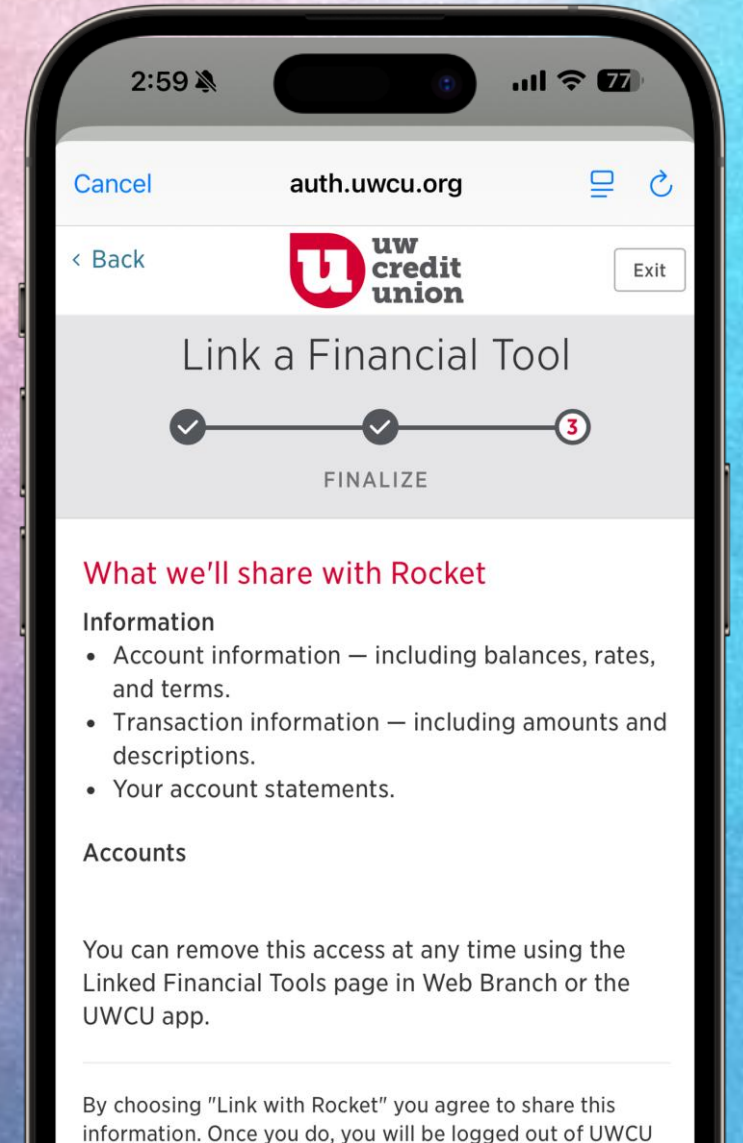 2:59 77
Cancel auth.uwcu.org
< Back u uw credit union Exit
Link a Financial Tool
3
FINALIZE
What we'll share with Rocket
Information
• Account information — including balances, rates,
and terms.
• Transaction information — including amounts and
descriptions.
• Your account statements.
Accounts
You can remove this access at any time using the
Linked Financial Tools page in Web Branch or the
UWCU app.
By choosing "Link with Rocket" you agree to share this
information. Once you do, you will be logged out of UWCU